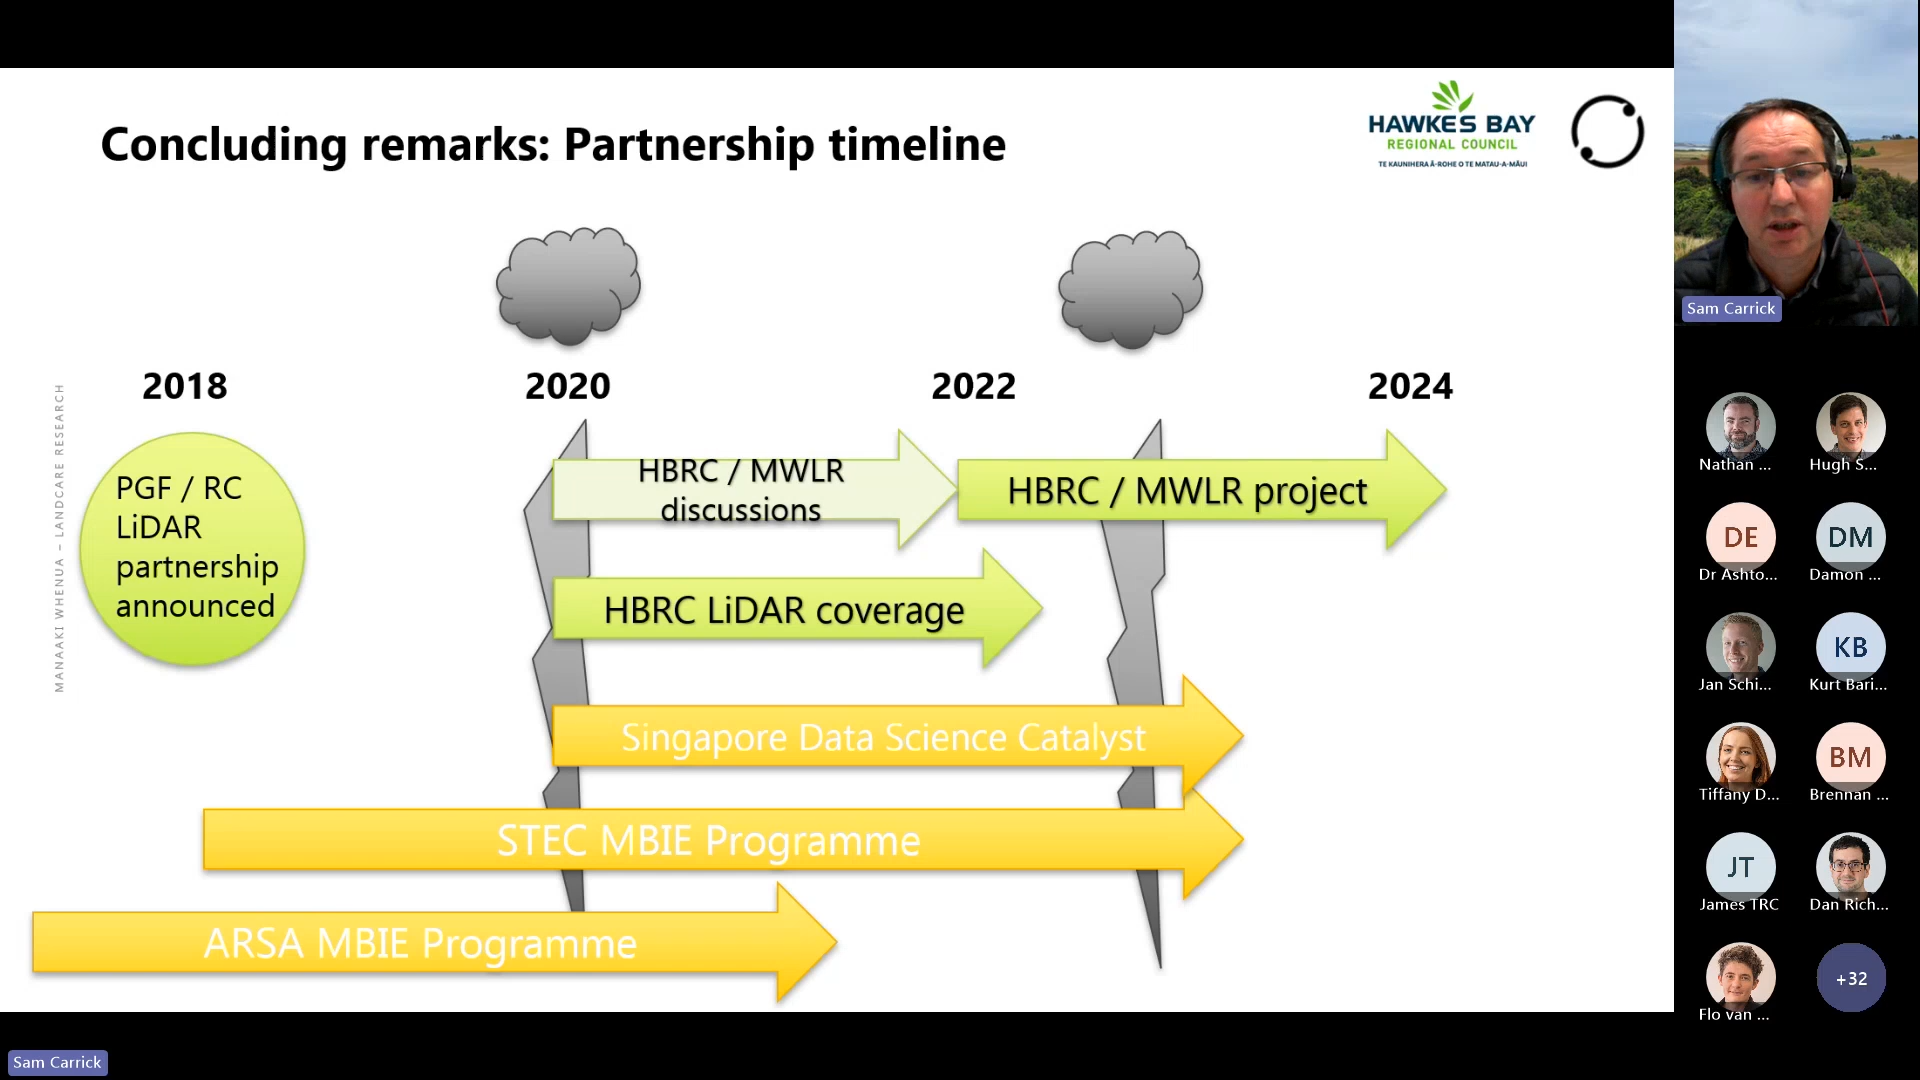 Concluding remarks: Partnership timeline
HAWKE'S BAY
REGIONAL COUNCIL
TE KAUNIHERA Ā-ROHE O TE MATAU-A-MĀUI
2018
2020
2022
2024
MANAAKI WHENUA – LANDCARE RESEARCH
PGF / RC
LiDAR
partnership
announced
HBRC / MWLR
discussions
HBRC / MWLR project
HBRC LiDAR coverage
Singapore Data Science Catalyst
STEC MBIE Programme
ARSA MBIE Programme
Sam Carrick
Nathan ...
Hugh S...
DE
Dr Ashto...
DM
Damon ...
Jan Schi...
KB
Kurt Bari...
Tiffany D...
BM
Brennan ...
JT
James TRC
Dan Rich...
Flo van ...
+32
Sam Carrick